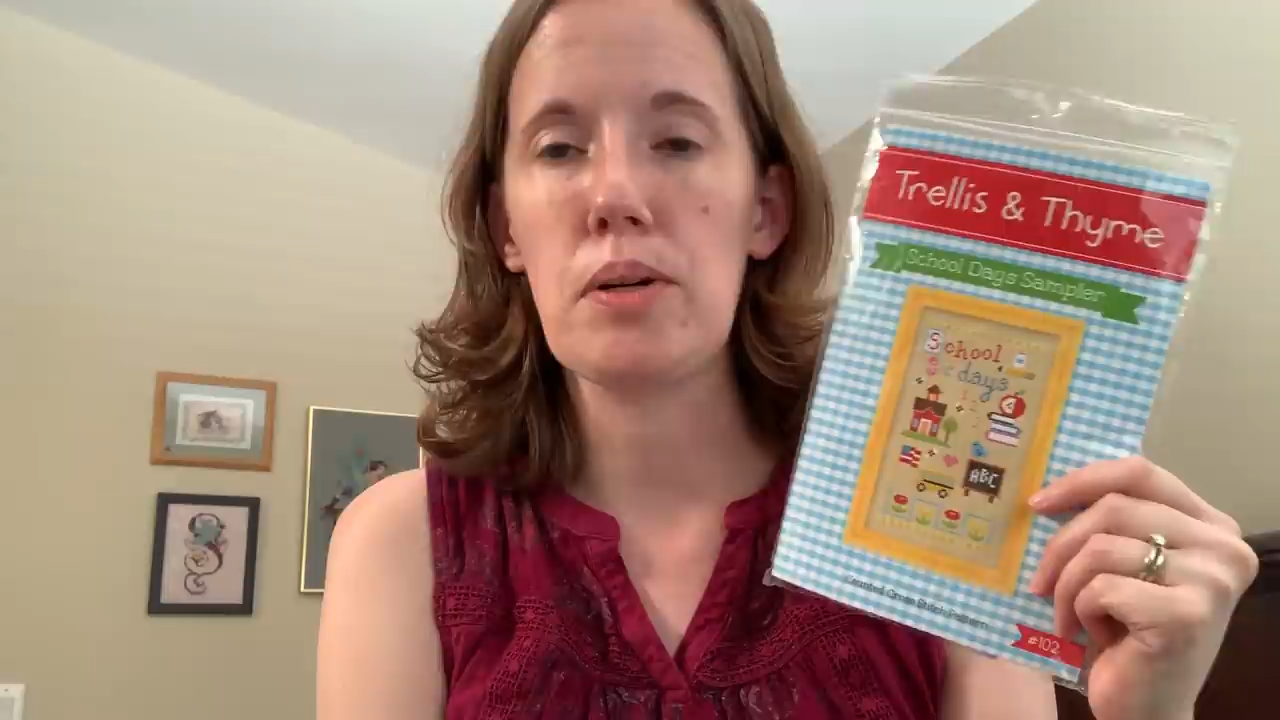 Trellis & Thyme
School Days Sampler
School
days
ABC
Counted Cross Stitch Pattern
#102